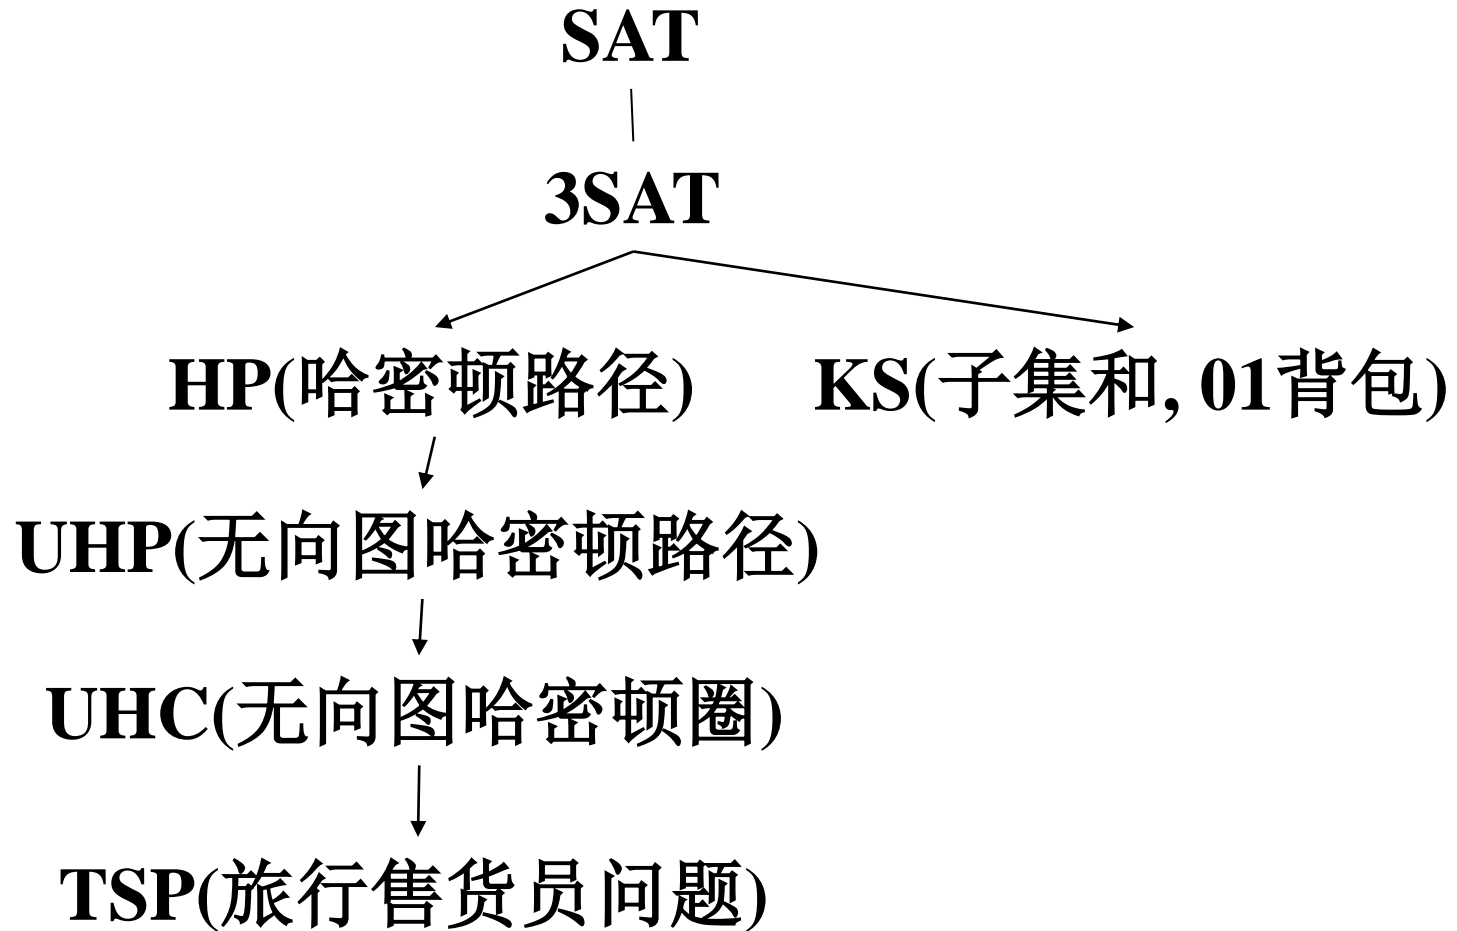 SAT
3SAT
HP(哈密顿路径) KS(子集和, 01背包)
UHP(无向图哈密顿路径)
UHC(无向图哈密顿圈)
TSP(旅行售货员问题)